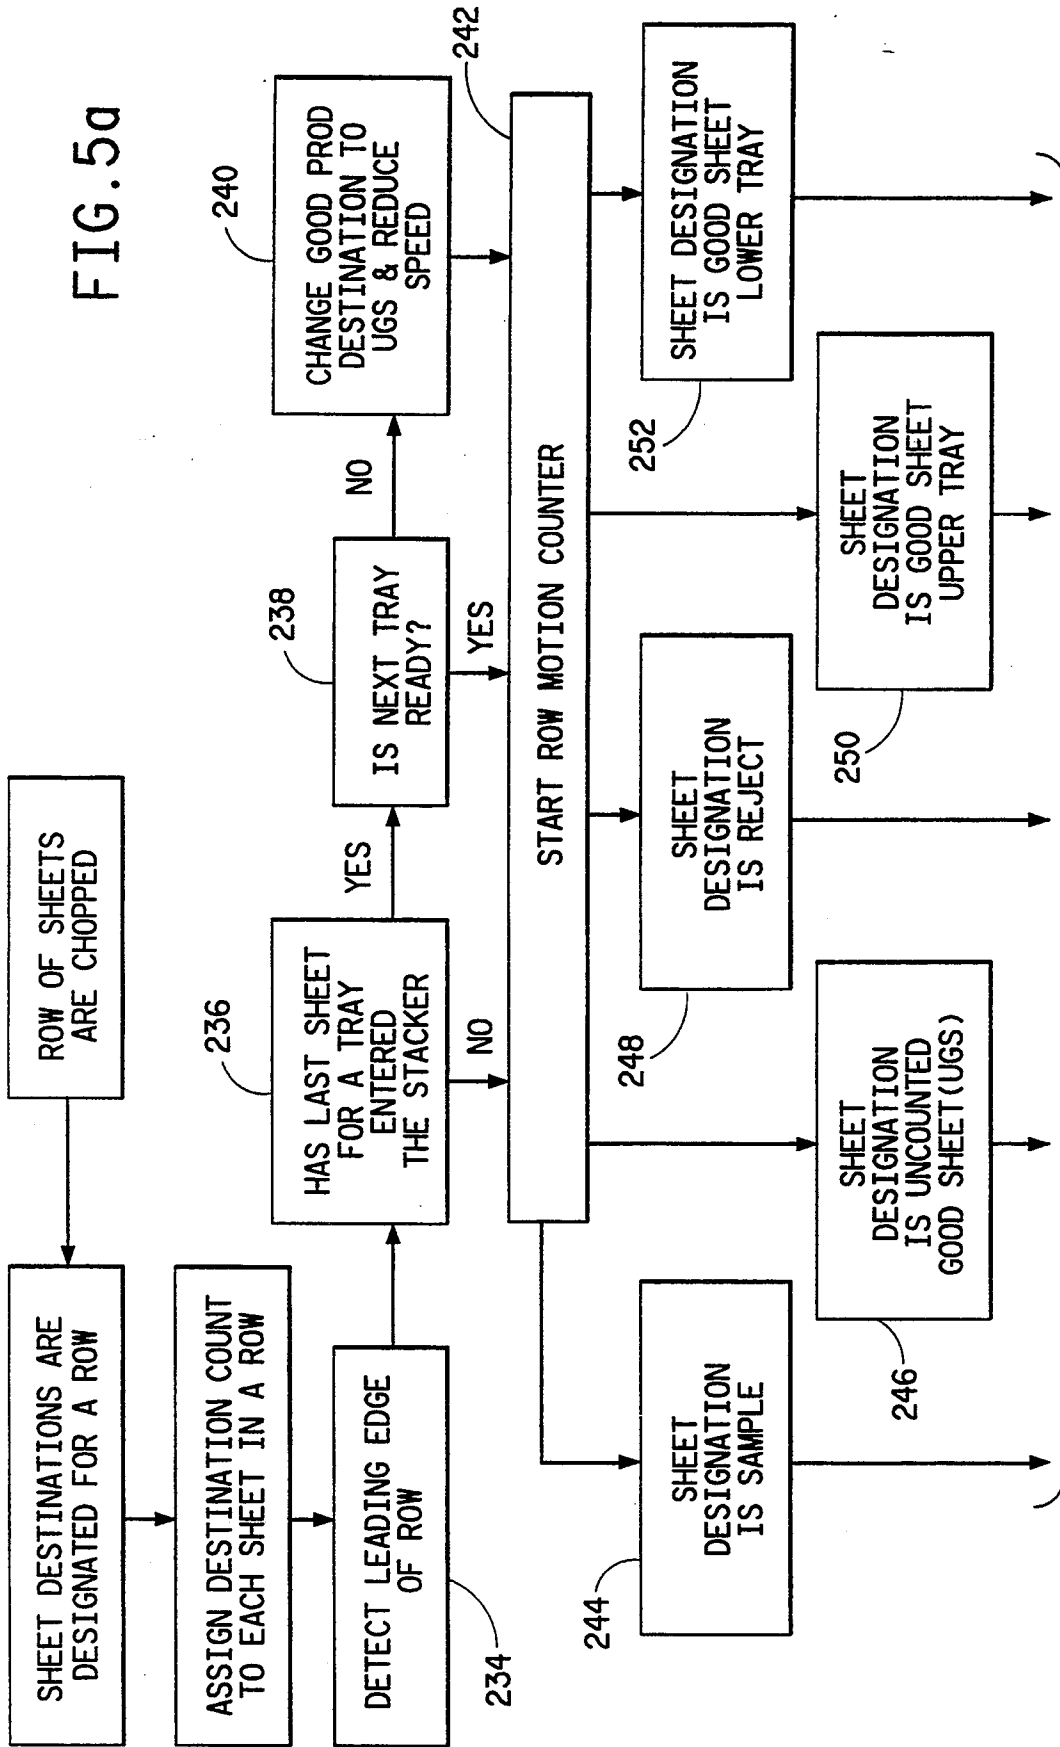 FIG.5a
ROW OF SHEETS
ARE CHOPPED
SHEET DESTINATIONS ARE
DESIGNATED FOR A ROW
ASSIGN DESTINATION COUNT
TO EACH SHEET IN A ROW
DETECT LEADING EDGE
OF ROW
234
236
HAS LAST SHEET
FOR A TRAY
ENTERED
THE STACKER
YES
NO
238
IS NEXT TRAY
READY?
NO
YES
240
CHANGE GOOD PROD
DESTINATION TO
UGS & REDUCE
SPEED
242
START ROW MOTION COUNTER
244
SHEET
DESIGNATION
IS SAMPLE
246
SHEET
DESIGNATION
IS UNCOUNTED
GOOD SHEET(UGS)
248
SHEET
DESIGNATION
IS REJECT
250
SHEET
DESIGNATION
IS GOOD SHEET
UPPER TRAY
252
SHEET DESIGNATION
IS GOOD SHEET
LOWER TRAY